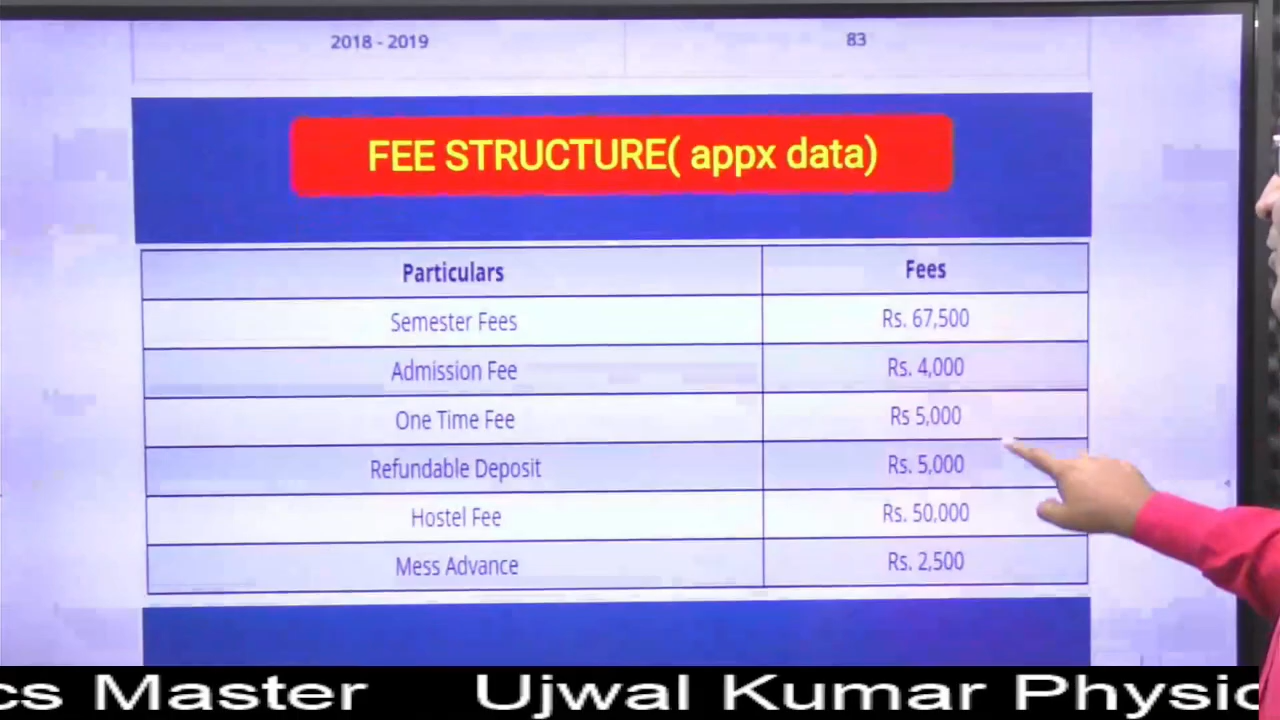 2018 - 2019 83
FEE STRUCTURE( appx data)
Particulars Fees
Semester Fees Rs. 67,500
Admission Fee Rs. 4,000
One Time Fee Rs 5,000
Refundable Deposit Rs. 5,000
Hostel Fee Rs. 50,000
Mess Advance Rs. 2,500
cs Master Ujwal Kumar Physic